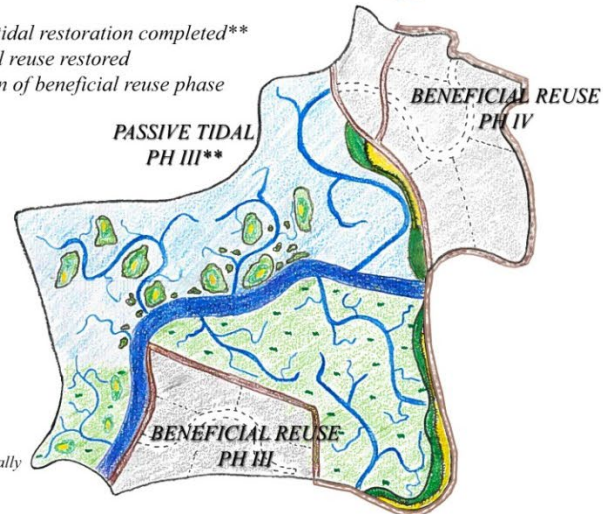 tidal restoration completed**
l reuse restored
n of beneficial reuse phase
BENEFICIAL REUSE
PH IV
PASSIVE TIDAL
PH III**
BENEFICIAL REUSE
PH III
ally